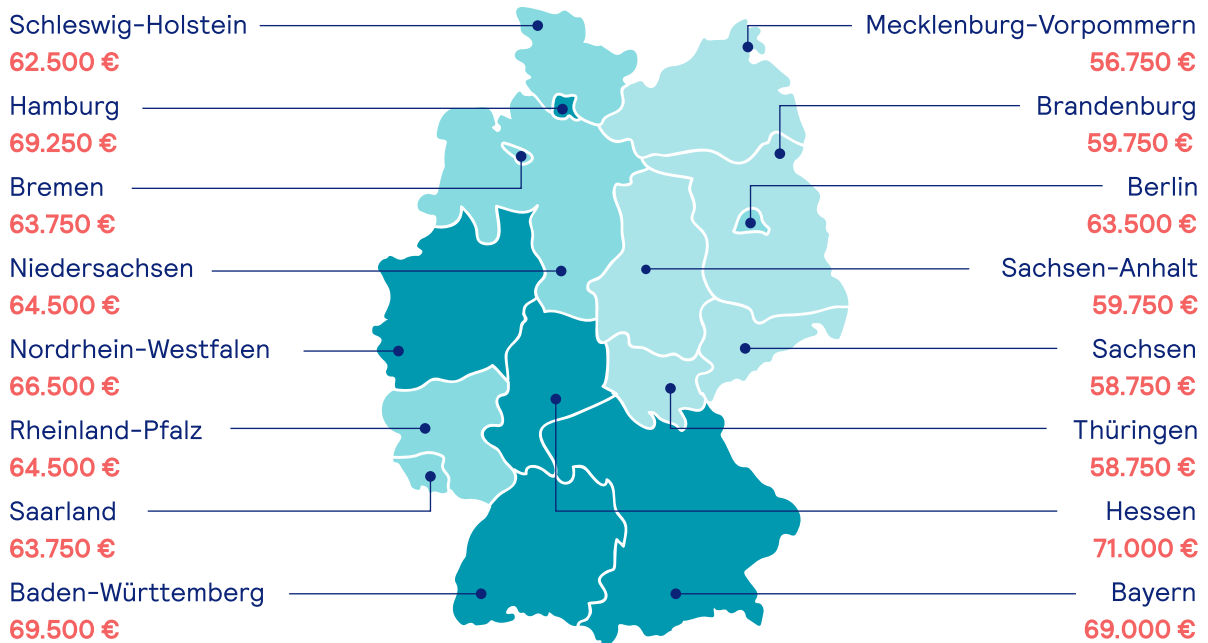 Schleswig-Holstein
62.500 €
Hamburg
69.250 €
Bremen
63.750 €
Niedersachsen
64.500 €
Nordrhein-Westfalen
66.500 €
Rheinland-Pfalz
64.500 €
Saarland
63.750 €
Baden-Württemberg
69.500 €
Mecklenburg-Vorpommern
56.750 €
Brandenburg
59.750 €
Berlin
63.500 €
Sachsen-Anhalt
59.750 €
Sachsen
58.750 €
Thüringen
58.750 €
Hessen
71.000 €
Bayern
69.000 €